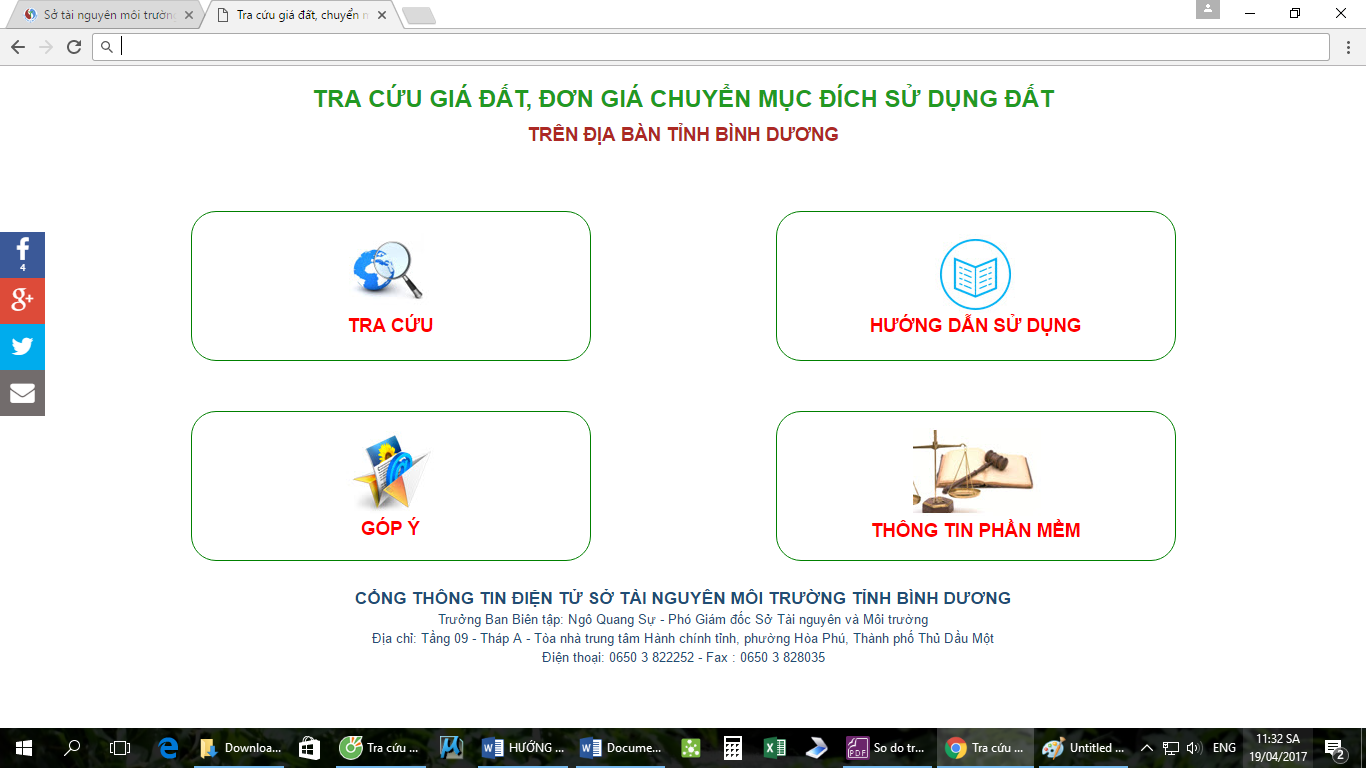 Sở tài nguyên môi trườn
Tra cứu giá đất, chuyển m
TRA CỨU GIÁ ĐẤT, ĐƠN GIÁ CHUYỂN MỤC ĐÍCH SỬ DỤNG ĐẤT
TRÊN ĐỊA BÀN TỈNH BÌNH DƯƠNG
4
TRA CỨU
HƯỚNG DẪN SỬ DỤNG
GÓP Ý
THÔNG TIN PHẦN MỀM
CỔNG THÔNG TIN ĐIỆN TỬ SỞ TÀI NGUYÊN MÔI TRƯỜNG TỈNH BÌNH DƯƠNG
Trưởng Ban Biên tập: Ngô Quang Sự - Phó Giám đốc Sở Tài nguyên và Môi trường
Địa chỉ: Tầng 09 - Tháp A - Tòa nhà trung tâm Hành chính tỉnh, phường Hòa Phú, Thành phố Thủ Dầu Một
Điện thoại: 0650 3 822252 - Fax : 0650 3 828035
Downloa...
Tra cứu ...
HƯỚNG ...
Docume...
PDF
So do tr...
Tra cứu ...
Untitled ...
ENG
11:32 SA
19/04/2017
2